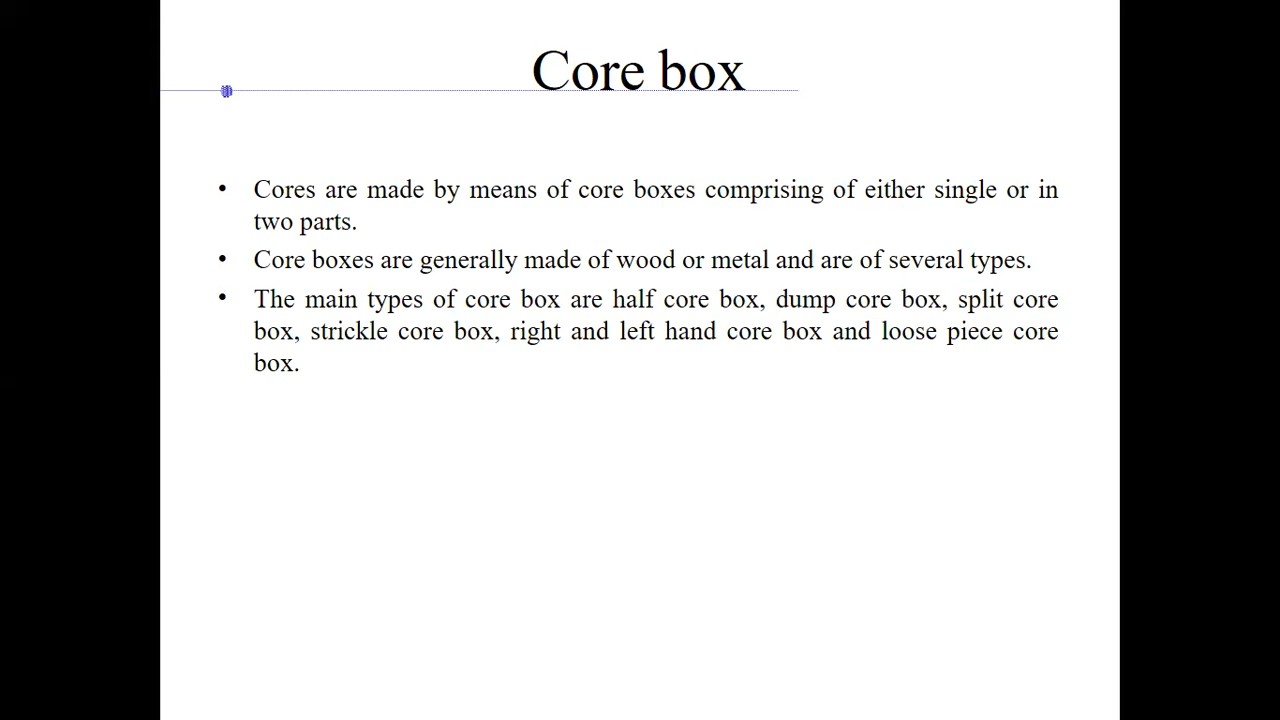 Core box
• Cores are made by means of core boxes comprising of either single or in
two parts.
• Core boxes are generally made of wood or metal and are of several types.
• The main types of core box are half core box, dump core box, split core
box, strickle core box, right and left hand core box and loose piece core
box.